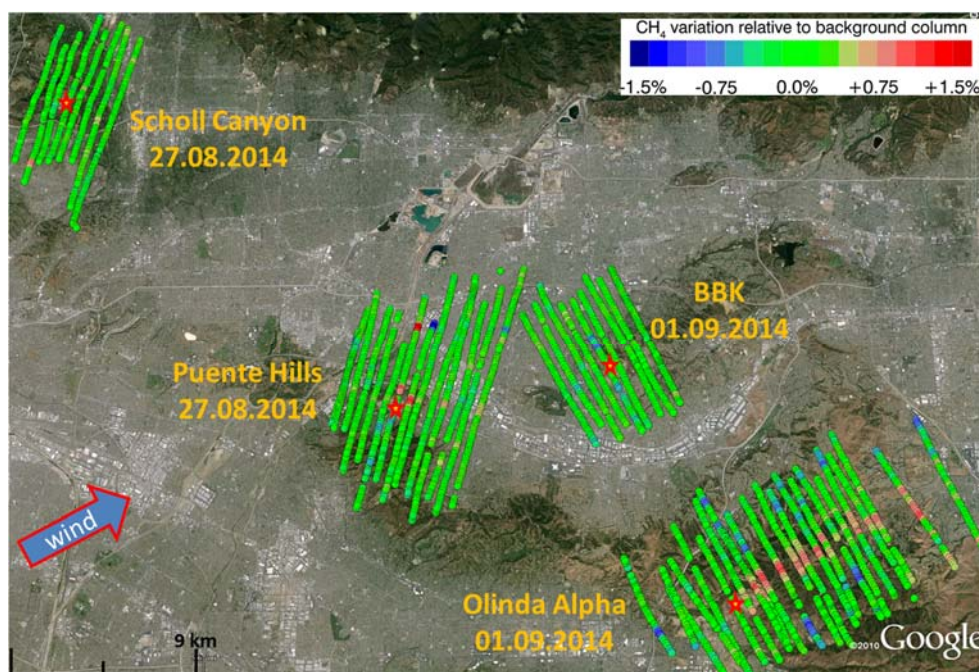 CH₄ variation relative to background column
-1.5% -0.75 0.0% +0.75 +1.5%
Scholl Canyon
27.08.2014
BBK
01.09.2014
Puente Hills
27.08.2014
wind
Olinda Alpha
01.09.2014
9 km
©2010 Google